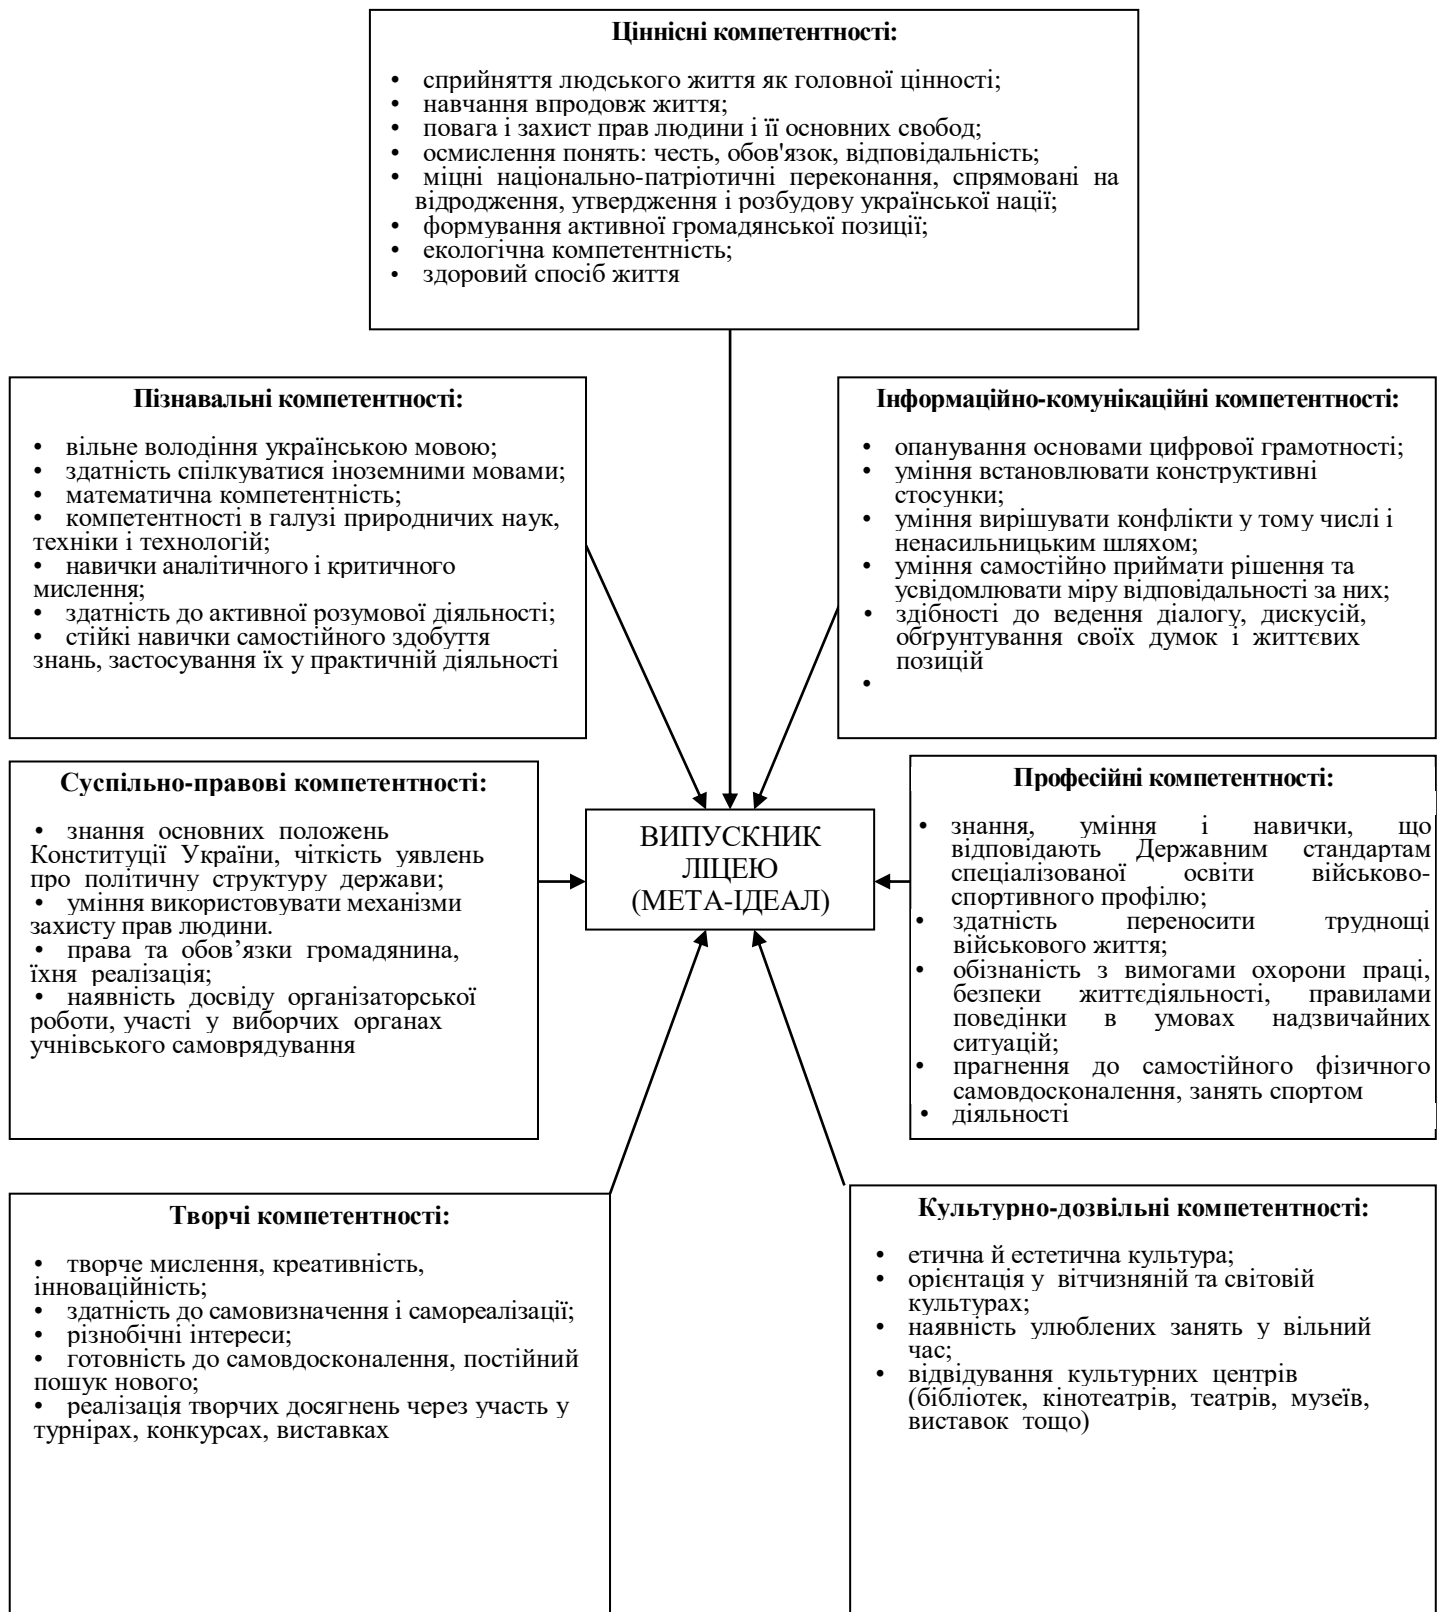 Ціннісні компетентності:
• сприйняття людського життя як головної цінності;
• навчання впродовж життя;
• повага і захист прав людини і її основних свобод;
• осмислення понять: честь, обов'язок, відповідальність;
• міцні національно-патріотичні переконання, спрямовані на
відродження, утвердження і розбудову української нації;
• формування активної громадянської позиції;
• екологічна компетентність;
• здоровий спосіб життя
Пізнавальні компетентності:
• вільне володіння українською мовою;
• здатність спілкуватися іноземними мовами;
• математична компетентність;
• компетентності в галузі природничих наук,
техніки і технологій;
• навички аналітичного і критичного
мислення;
• здатність до активної розумової діяльності;
• стійкі навички самостійного здобуття
знань, застосування їх у практичній діяльності
Інформаційно-комунікаційні компетентності:
• опанування основами цифрової грамотності;
• уміння встановлювати конструктивні
стосунки;
• уміння вирішувати конфлікти у тому числі і
ненасильницьким шляхом;
• уміння самостійно приймати рішення та
усвідомлювати міру відповідальності за них;
• здібності до ведення діалогу, дискусій,
обґрунтування своїх думок і життєвих
позицій
•
Суспільно-правові компетентності:
• знання основних положень
Конституції України, чіткість уявлень
про політичну структуру держави;
• уміння використовувати механізми
захисту прав людини.
• права та обов’язки громадянина,
їхня реалізація;
• наявність досвіду організаторської
роботи, участі у виборчих органах
учнівського самоврядування
ВИПУСКНИК
ЛІЦЕЮ
(МЕТА-ІДЕАЛ)
Професійні компетентності:
• знання, уміння і навички, що
відповідають Державним стандартам
спеціалізованої освіти військово-
спортивного профілю;
• здатність переносити труднощі
військового життя;
• обізнаність з вимогами охорони праці,
безпеки життєдіяльності, правилами
поведінки в умовах надзвичайних
ситуацій;
• прагнення до самостійного фізичного
самовдосконалення, занять спортом
• діяльності
Творчі компетентності:
• творче мислення, креативність,
інноваційність;
• здатність до самовизначення і самореалізації;
• різнобічні інтереси;
• готовність до самовдосконалення, постійний
пошук нового;
• реалізація творчих досягнень через участь у
турнірах, конкурсах, виставках
Культурно-дозвільні компетентності:
• етична й естетична культура;
• орієнтація у вітчизняній та світовій
культурах;
• наявність улюблених занять у вільний
час;
• відвідування культурних центрів
(бібліотек, кінотеатрів, театрів, музеїв,
виставок тощо)